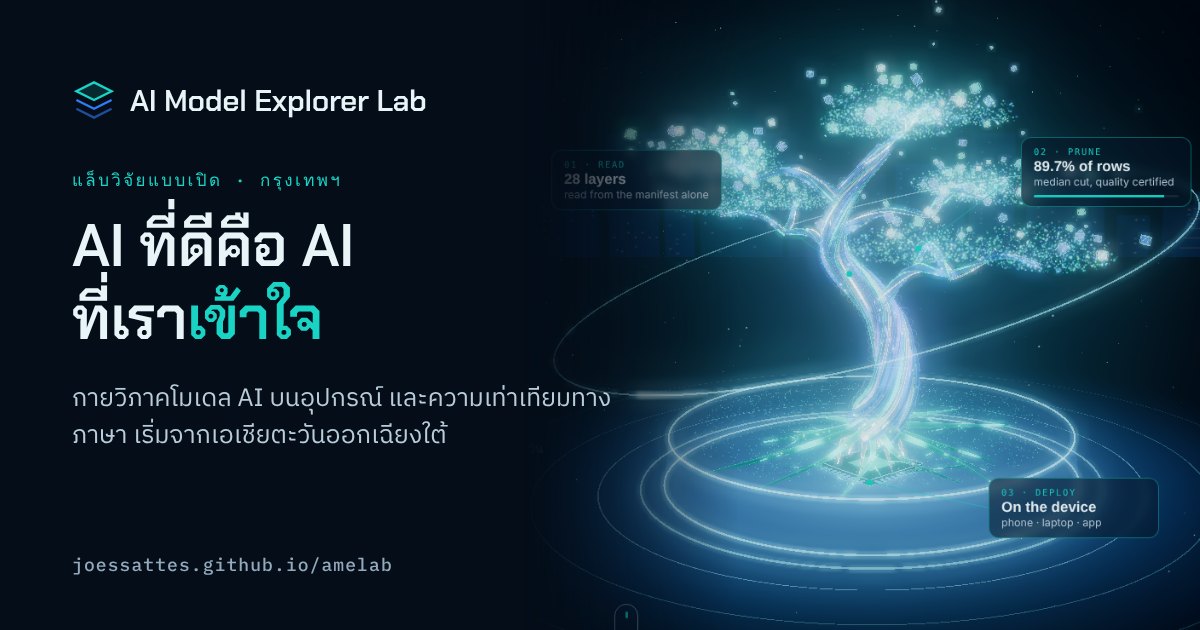 AI Model Explorer Lab
แล็บวิจัยแบบเปิด · กรุงเทพฯ
AI ที่ดีคือ AI
ที่เราเข้าใจ
กายวิภาคโมเดล AI บนอุปกรณ์ และความเท่าเทียมทาง
ภาษา เริ่มจากเอเชียตะวันออกเฉียงใต้
joessattes.github.io/amelab
01 · READ
28 layers
read from the manifest alone
02 · PRUNE
89.7% of rows
median cut, quality certified
03 · DEPLOY
On the device
phone · laptop · app